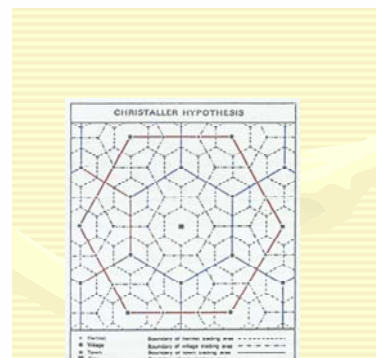 CHRISTALLER HYPOTHESIS
Hamlet Boundary of hamlet trading area
Village Boundary of village trading area
Town Boundary of town trading area